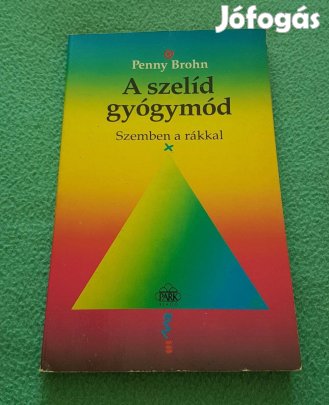 Jófogás
Penny Brohn
A szelíd
gyógymód
Szemben a rákkal
PARK